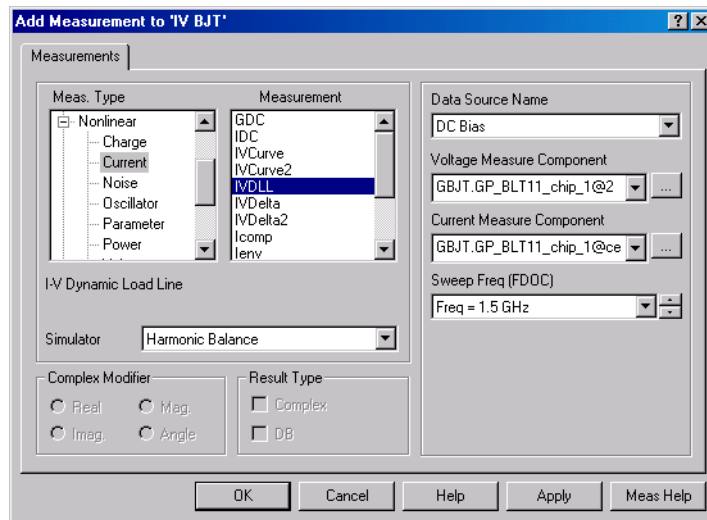 Add Measurement to 'IV BJT'
Measurements
Meas. Type
Nonlinear
Charge
Current
Noise
Oscillator
Parameter
Power
Measurement
GDC
IDC
IVCurve
IVCurve2
IVDLL
IVDelta
IVDelta2
Icomp
Ienv
I-V Dynamic Load Line
Simulator
Harmonic Balance
Complex Modifier
Real
Mag.
Imag.
Angle
Result Type
Complex
DB
Data Source Name
DC Bias
Voltage Measure Component
GBJT.GP_BLT11_chip_1@2
...
Current Measure Component
GBJT.GP_BLT11_chip_1@ce
...
Sweep Freq (FDOC)
Freq = 1.5 GHz
OK
Cancel
Help
Apply
Meas Help